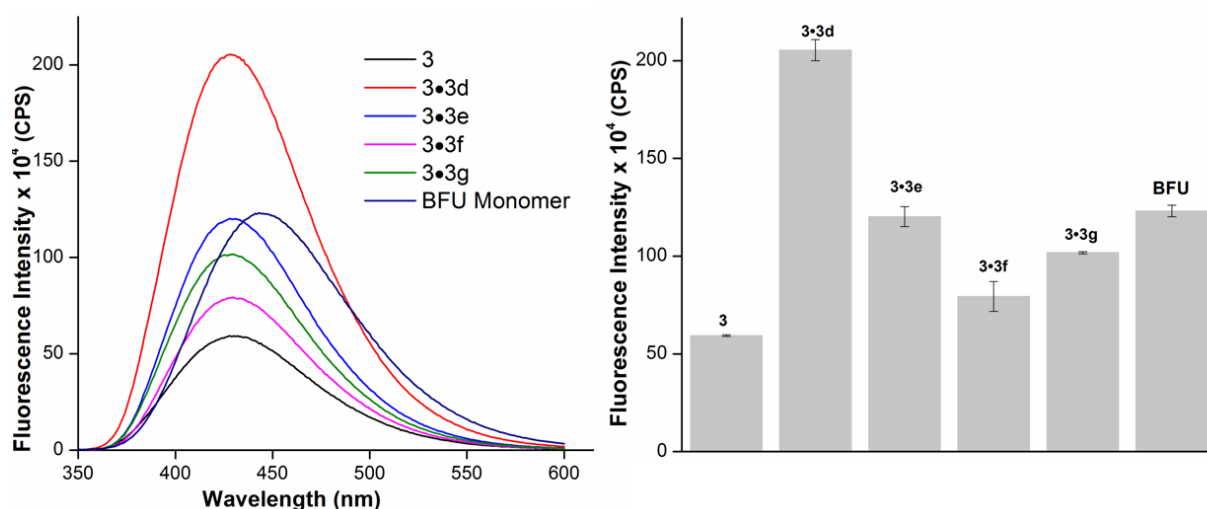 Fluorescence Intensity x 10⁴ (CPS)
200
150
100
50
0
3
3•3d
3•3e
3•3f
3•3g
BFU Monomer
350 400 450 500 550 600
Wavelength (nm)
Fluorescence Intensity x 10⁴ (CPS)
200
150
100
50
0
3
3•3d
3•3e
3•3f
3•3g
BFU